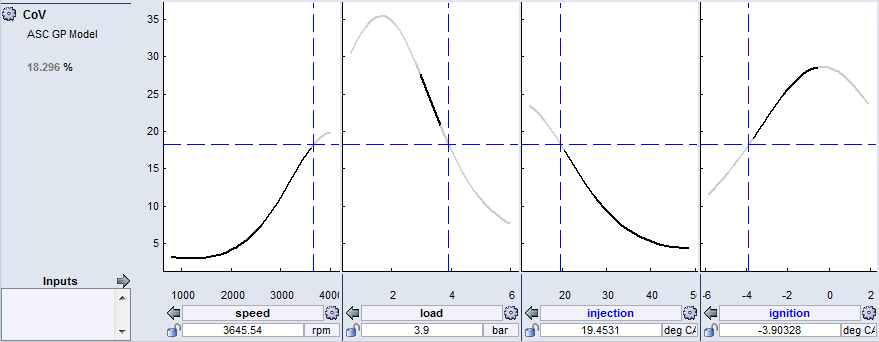 CoV
ASC GP Model
18.296 %
35
30
25
20
15
10
5
Inputs
1000 2000 3000 400
2 4 6
20 30 40 5
-6 -4 -2 0 2
speed load injection ignition
3645.54 rpm 3.9 bar 19.4531 deg CA -3.90328 deg CA